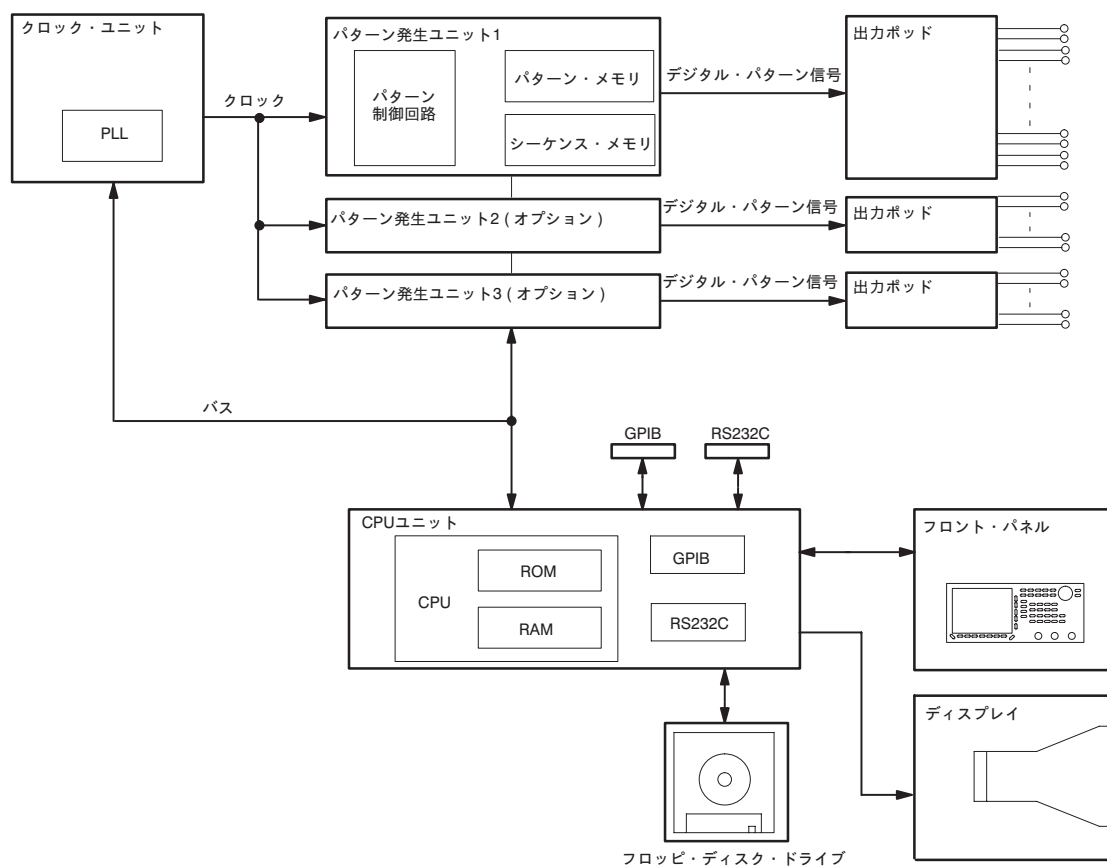 クロック・ユニット
PLL
クロック
パターン発生ユニット1
パターン
制御回路
パターン・メモリ
シーケンス・メモリ
デジタル・パターン信号
出力ポッド
パターン発生ユニット2 ( オプション )
デジタル・パターン信号
出力ポッド
パターン発生ユニット3 ( オプション )
デジタル・パターン信号
出力ポッド
バス
GPIB
RS232C
CPUユニット
CPU
ROM
RAM
GPIB
RS232C
フロント・パネル
ディスプレイ
フロッピ・ディスク・ドライブ